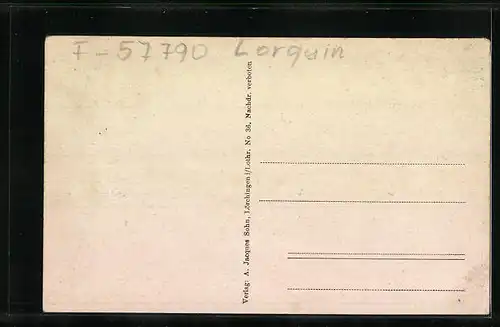 F-57790 Lorquin
Verlag: A. Jacques Sohn, Lörchingen i/Lothr. No 36. Nachdr. verboten